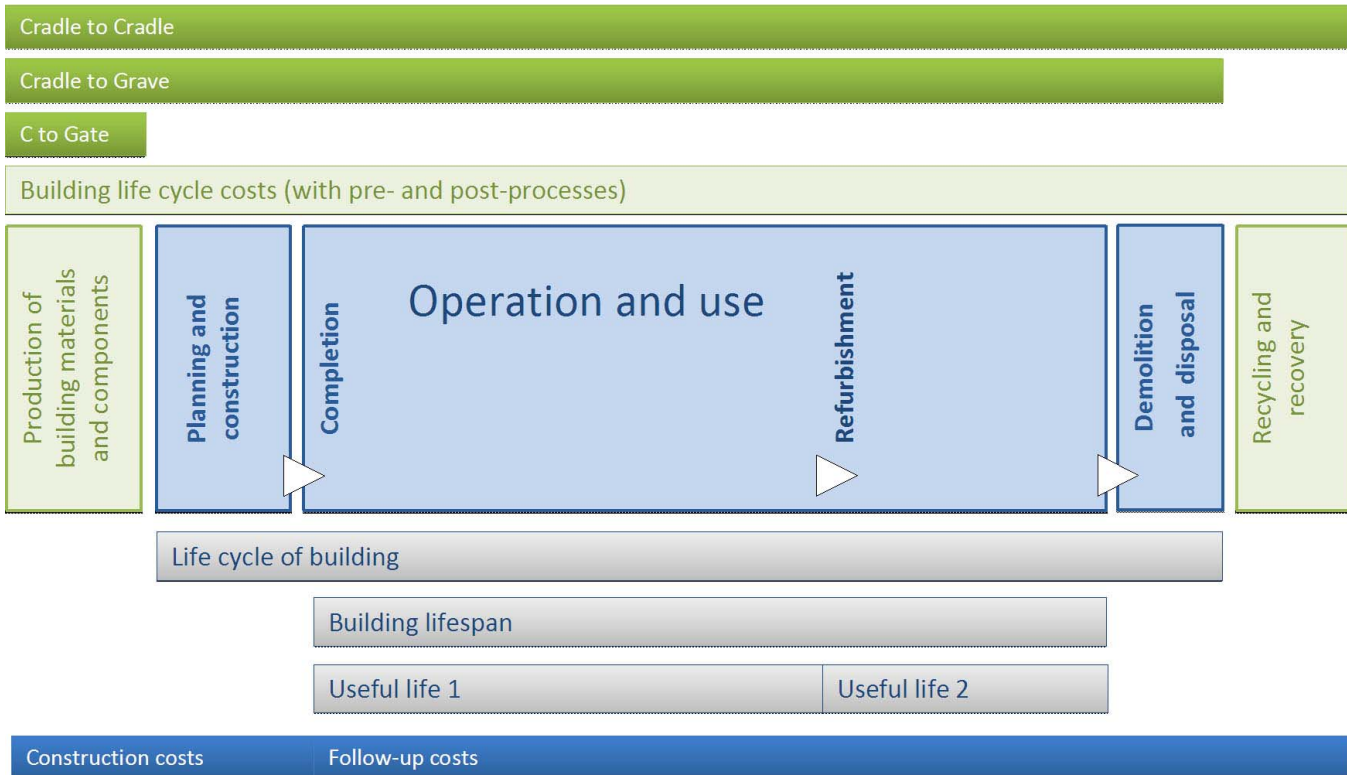 Cradle to Cradle
Cradle to Grave
C to Gate
Building life cycle costs (with pre- and post-processes)
Production of
building materials
and components
Planning and
construction
Completion
Operation and use
Refurbishment
Demolition
and disposal
Recycling and
recovery
Life cycle of building
Building lifespan
Useful life 1
Useful life 2
Construction costs
Follow-up costs